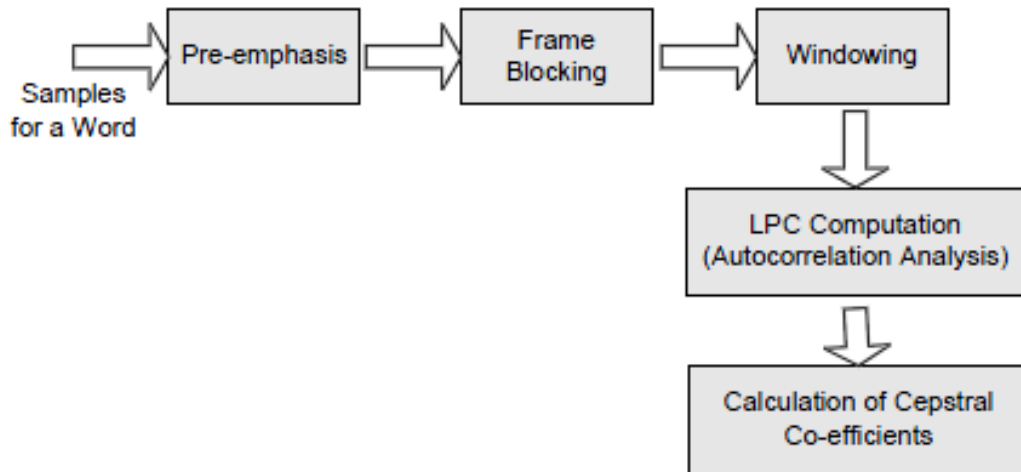 Samples
for a Word
Pre-emphasis
Frame
Blocking
Windowing
LPC Computation
(Autocorrelation Analysis)
Calculation of Cepstral
Co-efficients